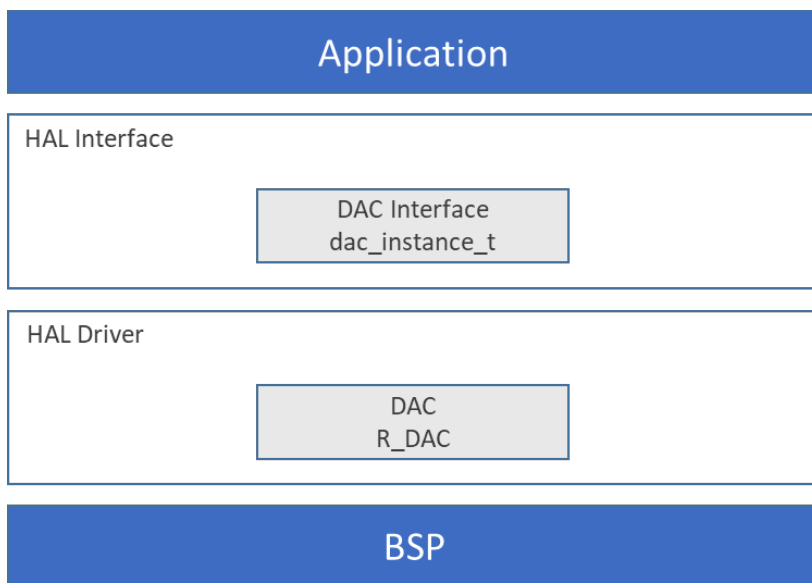 Application
HAL Interface
DAC Interface
dac_instance_t
HAL Driver
DAC
R_DAC
BSP